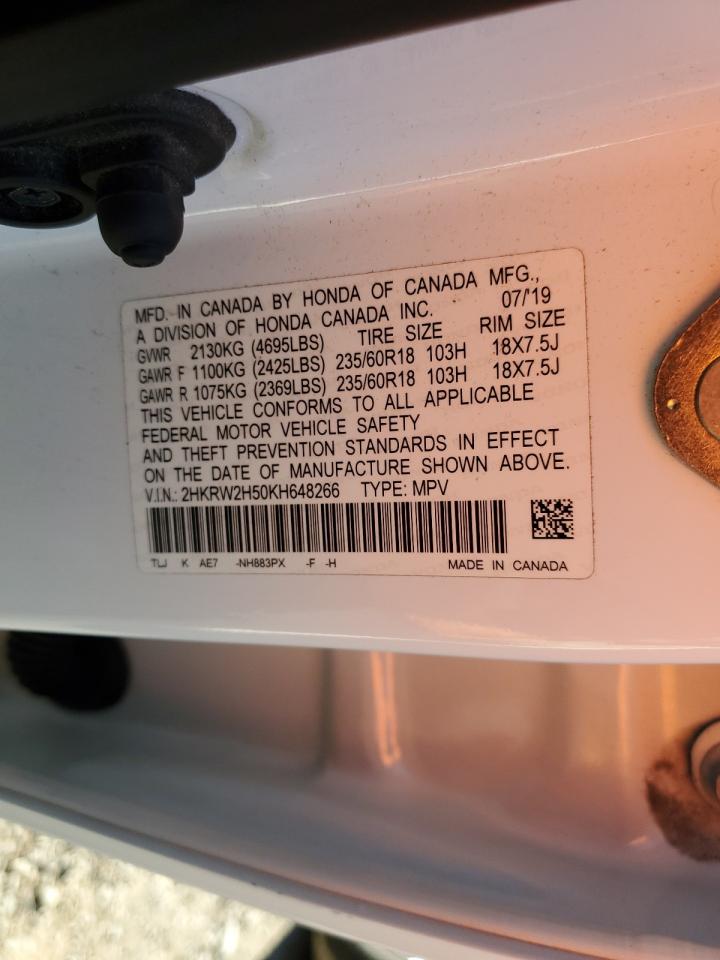 MFD. IN CANADA BY HONDA OF CANADA MFG.,
A DIVISION OF HONDA CANADA INC. 07/'19
GVWR 2130KG (4695LBS) TIRE SIZE RIM SIZE
GAWR F 1100KG (2425LBS) 235/60R18 103H 18X7.5J
GAWR R 1075KG (2369LBS) 235/60R18 103H 18X7.5J
THIS VEHICLE CONFORMS TO ALL APPLICABLE
FEDERAL MOTOR VEHICLE SAFETY
AND THEFT PREVENTION STANDARDS IN EFFECT
ON THE DATE OF MANUFACTURE SHOWN ABOVE.
V.I.N.: 2HKRW2H50KH648266 TYPE: MPV
TLJ K AE7 -NH883PX -F -H MADE IN CANADA